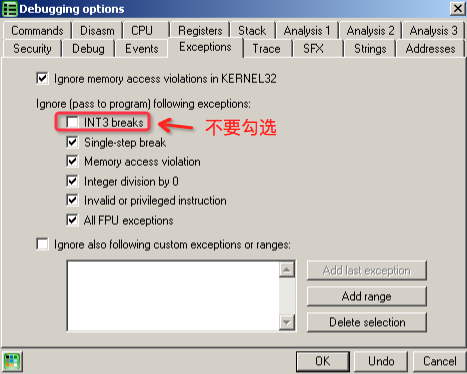 Debugging options
Commands Disasm CPU Registers Stack Analysis 1 Analysis 2 Analysis 3
Security Debug Events Exceptions Trace SFX Strings Addresses
Ignore memory access violations in KERNEL32
Ignore (pass to program) following exceptions:
INT3 breaks 不要勾选
Single-step break
Memory access violation
Integer division by 0
Invalid or privileged instruction
All FPU exceptions
Ignore also following custom exceptions or ranges:
Add last exception
Add range
Delete selection
OK Undo Cancel